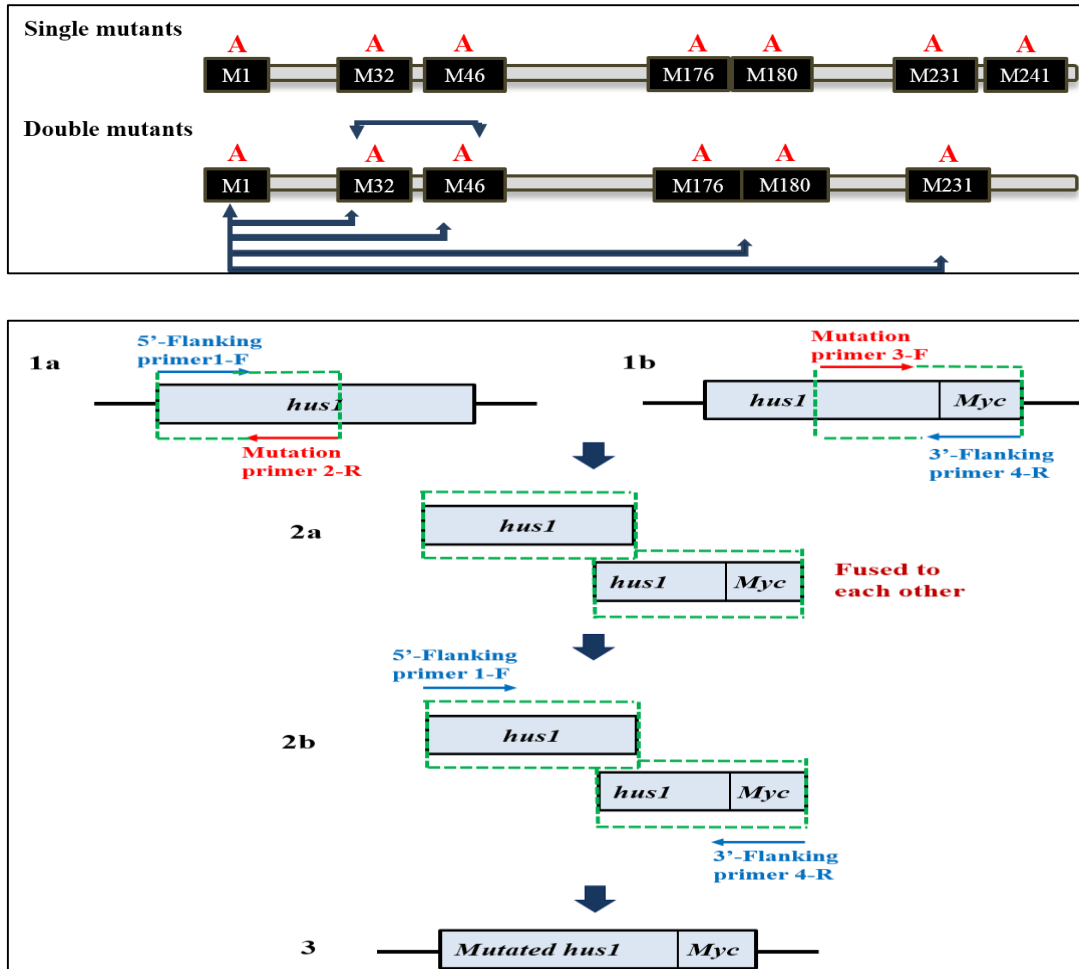 Single mutants
A A A A A A A
M1 M32 M46 M176 M180 M231 M241
Double mutants
A A A A A A
M1 M32 M46 M176 M180 M231
5'-Flanking
primer1-F
1a
hus1
Mutation
primer 2-R
Mutation
primer 3-F
1b
hus1 Myc
3'-Flanking
primer 4-R
2a
hus1
hus1 Myc
Fused to
each other
5'-Flanking
primer 1-F
2b
hus1
hus1 Myc
3'-Flanking
primer 4-R
3
Mutated hus1 Myc